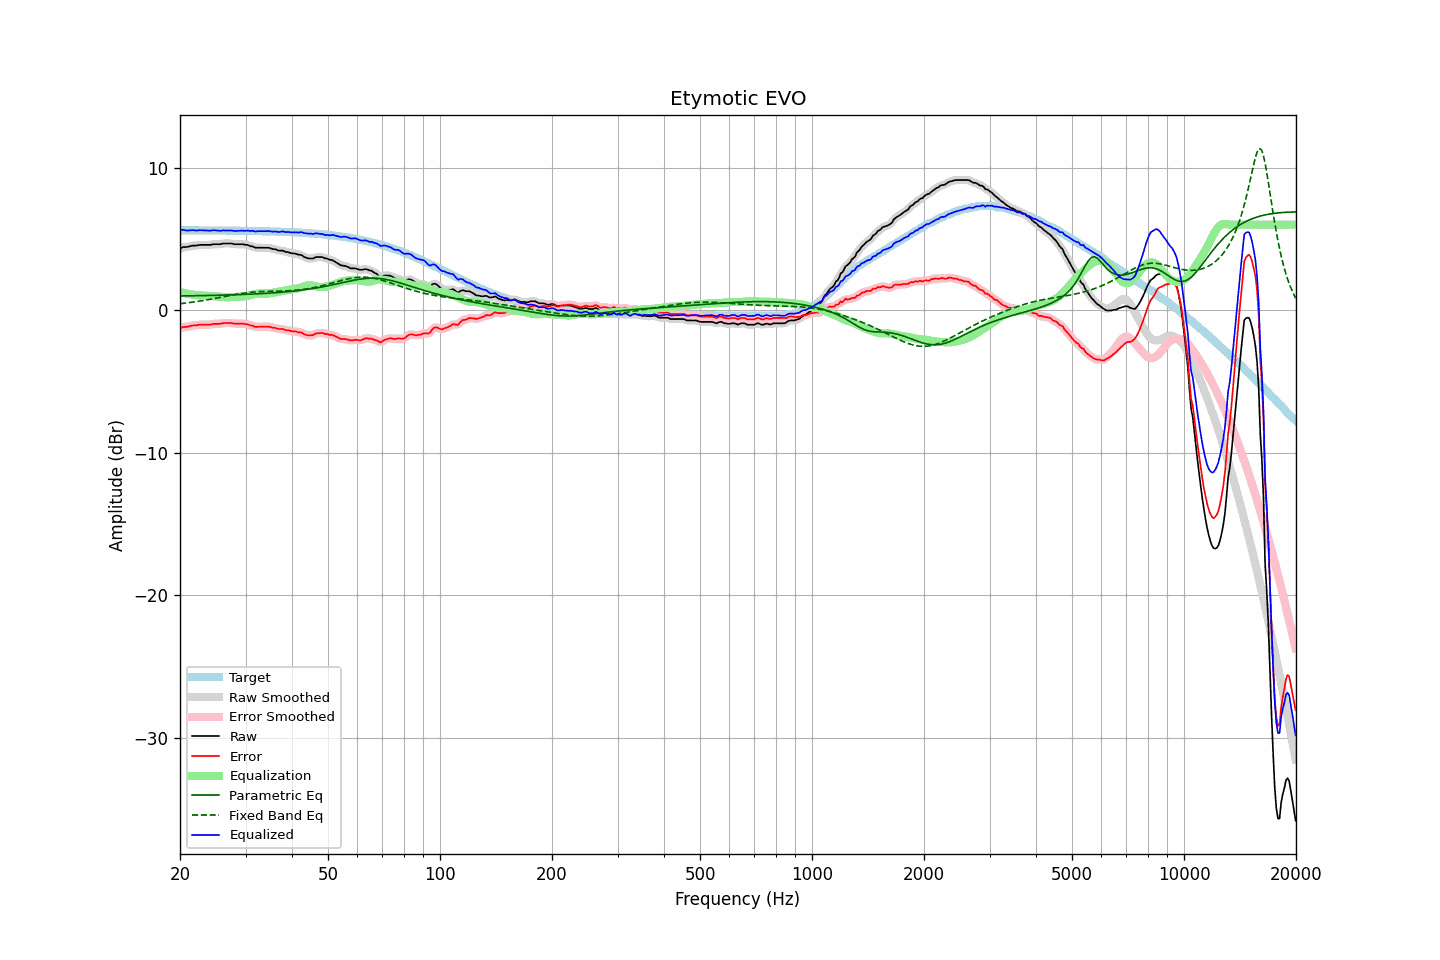 Etymotic EVO
10
0
−10
−20
−30
Amplitude (dBr)
Target
Raw Smoothed
Error Smoothed
Raw
Error
Equalization
Parametric Eq
Fixed Band Eq
Equalized
20 50 100 200 500 1000 2000 5000 10000 20000
Frequency (Hz)